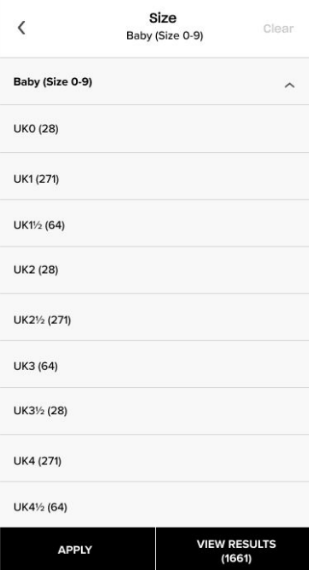 Size
Baby (Size 0-9)
Clear
Baby (Size 0-9)
UK0 (28)
UK1 (271)
UK1½ (64)
UK2 (28)
UK2½ (271)
UK3 (64)
UK3½ (28)
UK4 (271)
UK4½ (64)
APPLY
VIEW RESULTS
(1661)